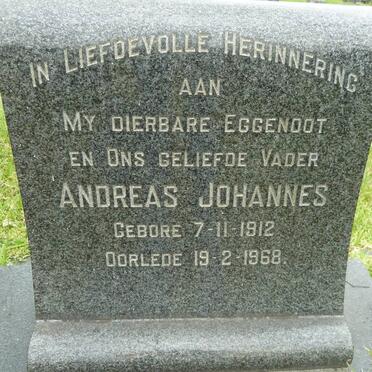 IN LIEFDEVOLLE HERINNERING
AAN
MY DIERBARE EGGENOOT
EN ONS GELIEFDE VADER
ANDREAS JOHANNES
GEBORE 7-11-1912
OORLEDE 19-2-1968.